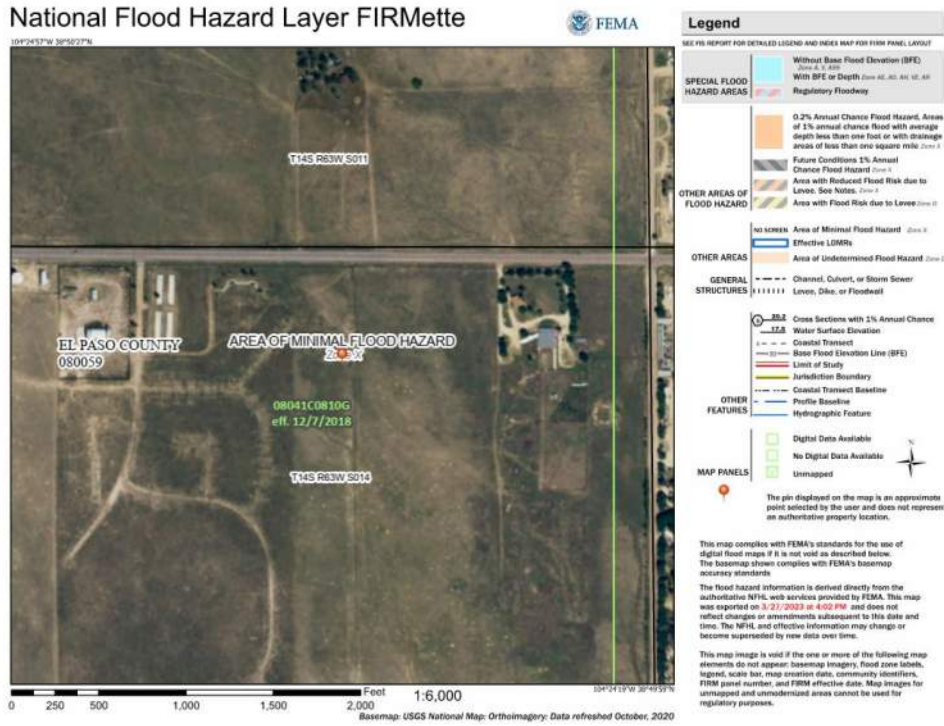 National Flood Hazard Layer FIRMette
FEMA
Legend
104°24'57"W 38°50'27"N
SEE FIS REPORT FOR DETAILED LEGEND AND INDEX MAP FOR FIRM PANEL LAYOUT
SPECIAL FLOOD
HAZARD AREAS
Without Base Flood Elevation (BFE)
Zone A, V, A99
With BFE or Depth Zone AE, AO, AH, VE, AR
Regulatory Floodway
0.2% Annual Chance Flood Hazard, Areas
of 1% annual chance flood with average
depth less than one foot or with drainage
areas of less than one square mile Zone X
Future Conditions 1% Annual
Chance Flood Hazard Zone X
OTHER AREAS OF
FLOOD HAZARD
Area with Reduced Flood Risk due to
Levee. See Notes. Zone X
Area with Flood Risk due to Levee Zone D
NO SCREEN Area of Minimal Flood Hazard Zone X
Effective LOMRs
OTHER AREAS
Area of Undetermined Flood Hazard Zone D
GENERAL
STRUCTURES
Channel, Culvert, or Storm Sewer
Levee, Dike, or Floodwall
20.2 Cross Sections with 1% Annual Chance
17.5 Water Surface Elevation
Coastal Transect
Base Flood Elevation Line (BFE)
Limit of Study
Jurisdiction Boundary
Coastal Transect Baseline
OTHER
FEATURES
Profile Baseline
Hydrographic Feature
Digital Data Available
No Digital Data Available
MAP PANELS
Unmapped
N
The pin displayed on the map is an approximate
point selected by the user and does not represent
an authoritative property location.
This map complies with FEMA's standards for the use of
digital flood maps if it is not void as described below.
The basemap shown complies with FEMA's basemap
accuracy standards
The flood hazard information is derived directly from the
authoritative NFHL web services provided by FEMA. This map
was exported on 3/27/2023 at 4:02 PM and does not
reflect changes or amendments subsequent to this date and
time. The NFHL and effective information may change or
become superseded by new data over time.
This map image is void if the one or more of the following map
elements do not appear: basemap imagery, flood zone labels,
legend, scale bar, map creation date, community identifiers,
FIRM panel number, and FIRM effective date. Map images for
unmapped and unmodernized areas cannot be used for
regulatory purposes.
T14S R63W S011
EL PASO COUNTY
080059
AREA OF MINIMAL FLOOD HAZARD
Zone X
08041C0810G
eff. 12/7/2018
T14S R63W S014
0 250 500 1,000 1,500 2,000 Feet 1:6,000
104°24'19"W 38°49'59"N
Basemap: USGS National Map: Orthoimagery: Data refreshed October, 2020